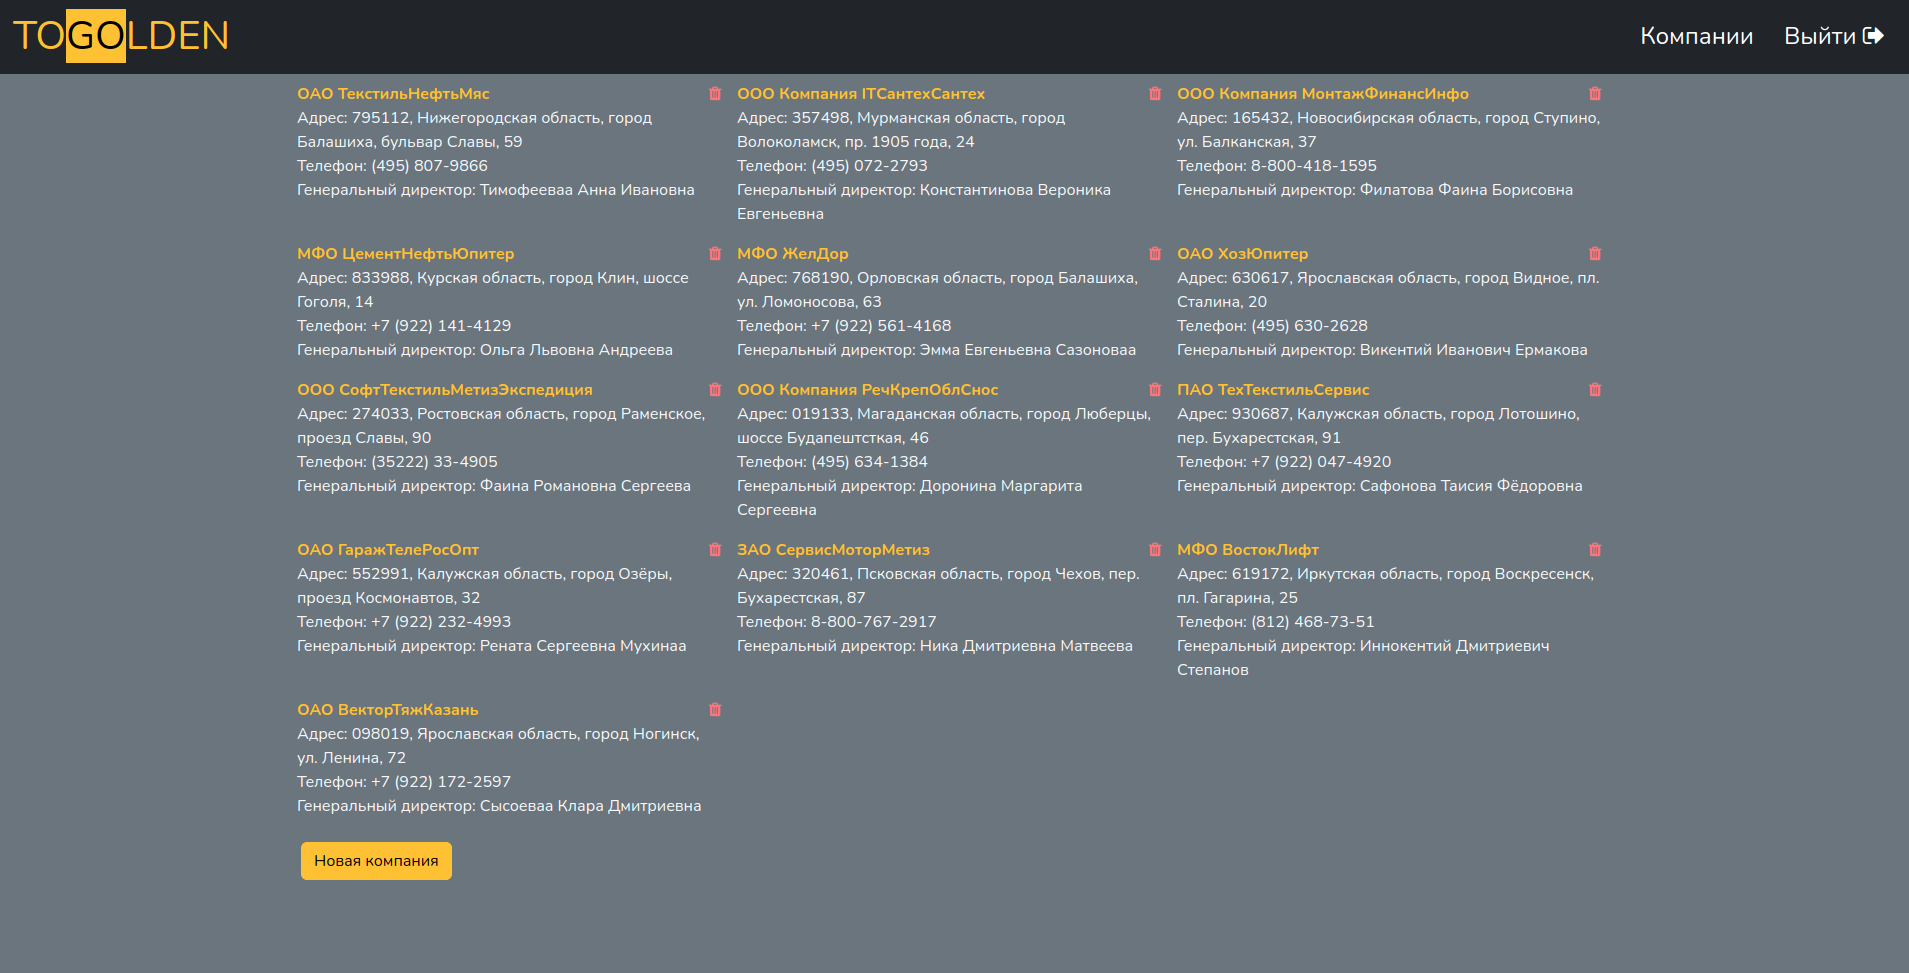 TOGOLDEN
Компании
Выйти
ОАО ТекстильНефтьМяс
Адрес: 795112, Нижегородская область, город
Балашиха, бульвар Славы, 59
Телефон: (495) 807-9866
Генеральный директор: Тимофееваа Анна Ивановна
ООО Компания ITСантехСантех
Адрес: 357498, Мурманская область, город
Волоколамск, пр. 1905 года, 24
Телефон: (495) 072-2793
Генеральный директор: Константинова Вероника
Евгеньевна
ООО Компания МонтажФинансИнфо
Адрес: 165432, Новосибирская область, город Ступино,
ул. Балканская, 37
Телефон: 8-800-418-1595
Генеральный директор: Филатова Фаина Борисовна
МФО ЦементНефтьЮпитер
Адрес: 833988, Курская область, город Клин, шоссе
Гоголя, 14
Телефон: +7 (922) 141-4129
Генеральный директор: Ольга Львовна Андреева
МФО ЖелДор
Адрес: 768190, Орловская область, город Балашиха,
ул. Ломоносова, 63
Телефон: +7 (922) 561-4168
Генеральный директор: Эмма Евгеньевна Сазоноваа
ОАО ХозЮпитер
Адрес: 630617, Ярославская область, город Видное, пл.
Сталина, 20
Телефон: (495) 630-2628
Генеральный директор: Викентий Иванович Ермакова
ООО СофтТекстильМетизЭкспедиция
Адрес: 274033, Ростовская область, город Раменское,
проезд Славы, 90
Телефон: (35222) 33-4905
Генеральный директор: Фаина Романовна Сергеева
ООО Компания РечКрепОблСнос
Адрес: 019133, Магаданская область, город Люберцы,
шоссе Будапештсткая, 46
Телефон: (495) 634-1384
Генеральный директор: Доронина Маргарита
Сергеевна
ПАО ТехТекстильСервис
Адрес: 930687, Калужская область, город Лотошино,
пер. Бухарестская, 91
Телефон: +7 (922) 047-4920
Генеральный директор: Сафонова Таисия Фёдоровна
ОАО ГаражТелеРосОпт
Адрес: 552991, Калужская область, город Озёры,
проезд Космонавтов, 32
Телефон: +7 (922) 232-4993
Генеральный директор: Рената Сергеевна Мухинаа
ЗАО СервисМоторМетиз
Адрес: 320461, Псковская область, город Чехов, пер.
Бухарестская, 87
Телефон: 8-800-767-2917
Генеральный директор: Ника Дмитриевна Матвеева
МФО ВостокЛифт
Адрес: 619172, Иркутская область, город Воскресенск,
пл. Гагарина, 25
Телефон: (812) 468-73-51
Генеральный директор: Иннокентий Дмитриевич
Степанов
ОАО ВекторТяжКазань
Адрес: 098019, Ярославская область, город Ногинск,
ул. Ленина, 72
Телефон: +7 (922) 172-2597
Генеральный директор: Сысоеваа Клара Дмитриевна
Новая компания